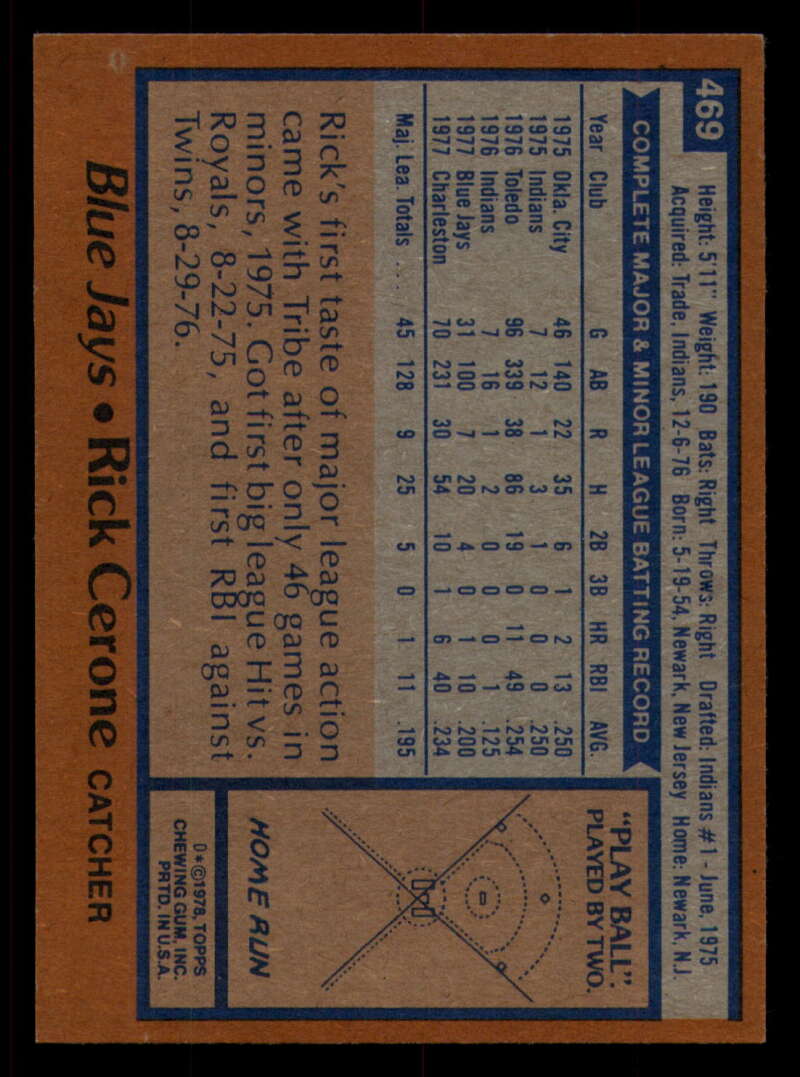 469
Height: 5'11" Weight: 190 Bats: Right Throws: Right Drafted: Indians #1 - June, 1975
Acquired: Trade, Indians, 12-6-76 Born: 5-19-54, Newark, New Jersey Home: Newark, N.J.
COMPLETE MAJOR & MINOR LEAGUE BATTING RECORD
Year Club G AB R H 2B 3B HR RBI AVG.
1975 Okla. City 46 140 22 35 6 1 2 13 .250
1975 Indians 7 12 1 3 1 0 0 0 .250
1976 Toledo 96 339 38 86 19 0 11 49 .254
1976 Indians 7 16 1 2 0 0 0 1 .125
1977 Blue Jays 31 100 7 20 4 0 1 10 .200
1977 Charleston 70 231 30 54 10 1 6 40 .234
Maj. Lea. Totals .... 45 128 9 25 5 0 1 11 .195
Rick's first taste of major league action
came with Tribe after only 46 games in
minors, 1975. Got first big league Hit vs.
Royals, 8-22-75, and first RBI against
Twins, 8-29-76.
"PLAY BALL".
PLAYED BY TWO.
HOME RUN
0*©1978, TOPPS
CHEWING GUM, INC.
PRTD. IN U.S.A.
Blue Jays • Rick Cerone CATCHER